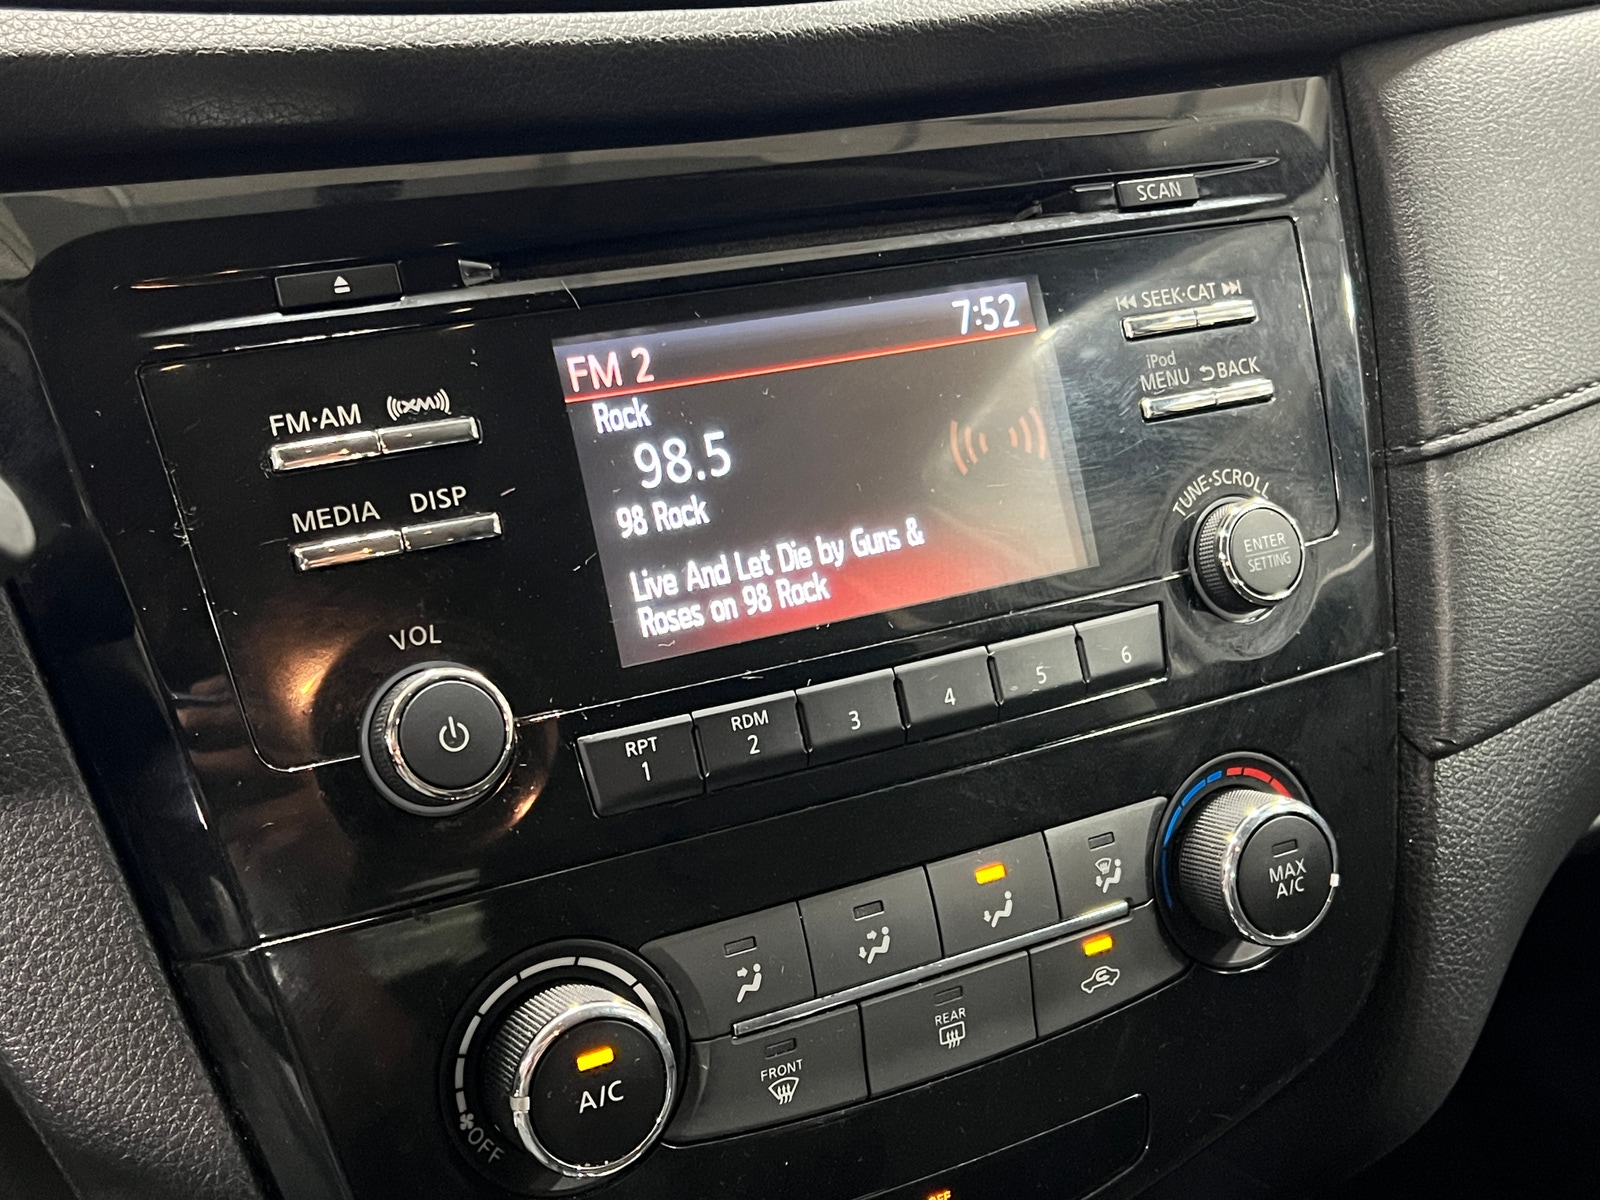 SCAN
7:52
FM 2
Rock
98.5
98 Rock
Live And Let Die by Guns &
Roses on 98 Rock
SEEK·CAT
iPod
MENU
BACK
FM·AM
((XM))
MEDIA
DISP
TUNE·SCROLL
ENTER
SETTING
VOL
RPT
1
RDM
2
3
4
5
6
MAX
A/C
A/C
OFF
FRONT
REAR
OFF